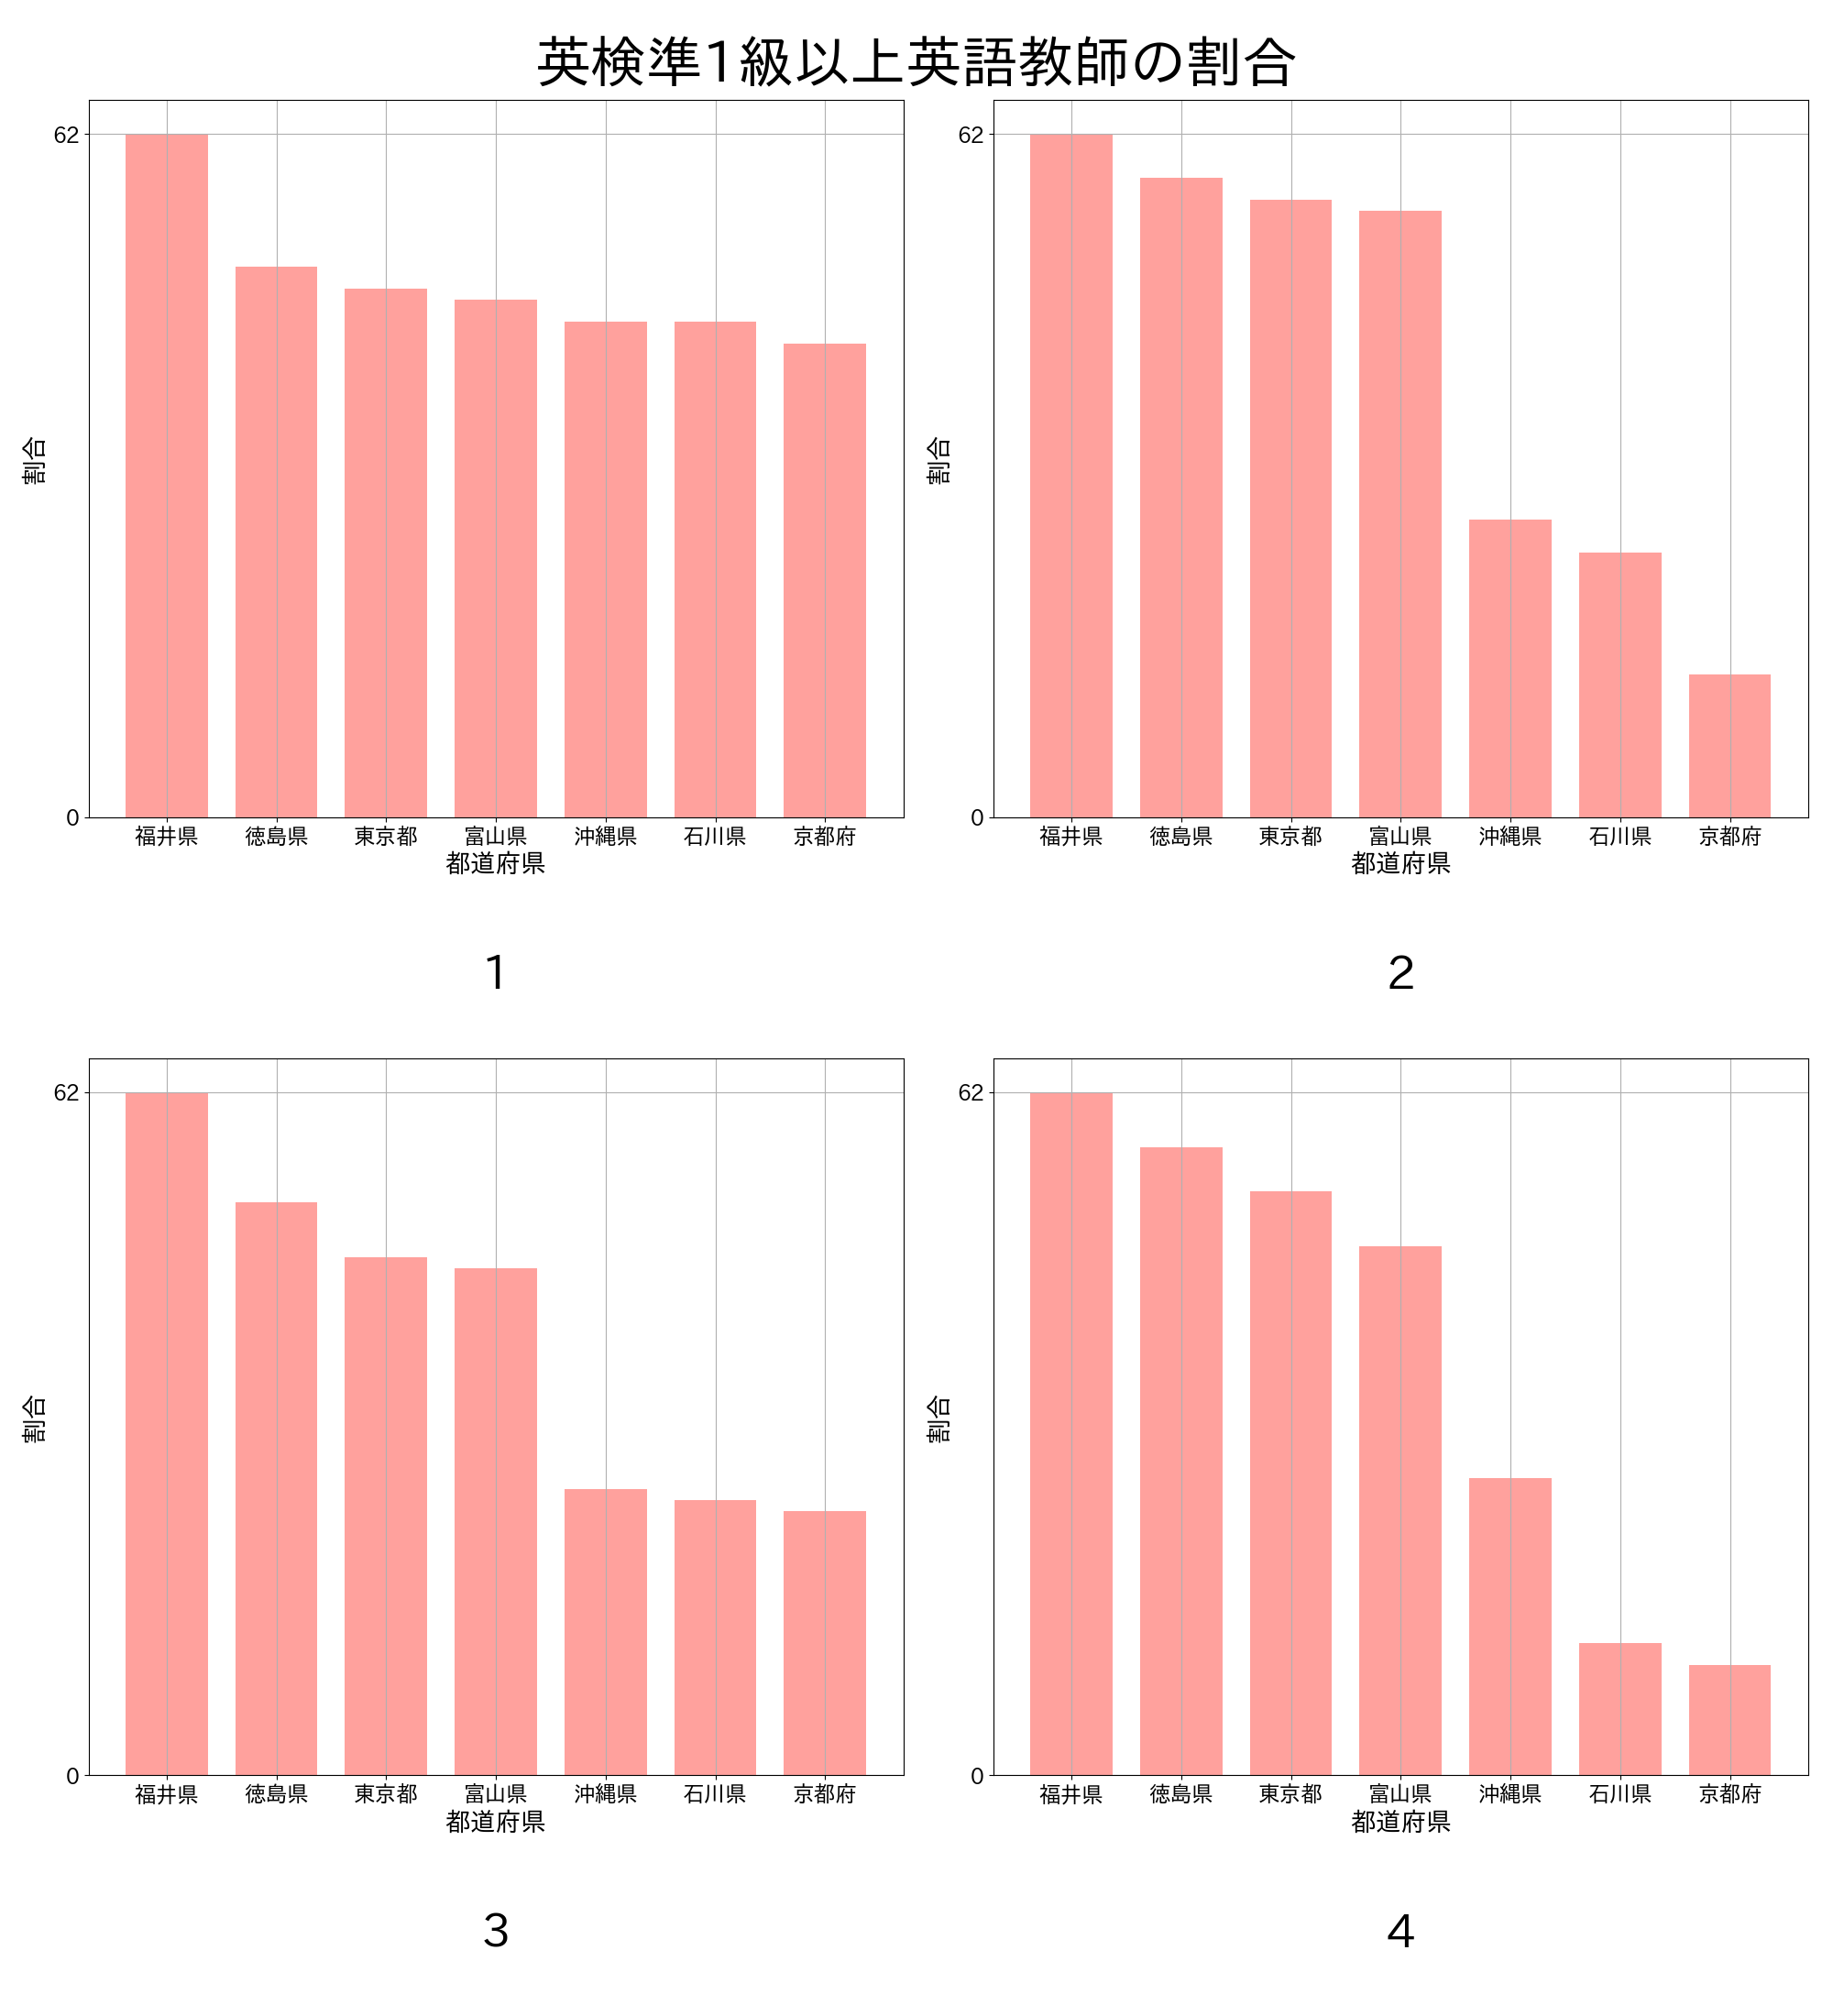 英検準1級以上英語教師の割合
62
0
割合
福井県 徳島県 東京都 富山県 沖縄県 石川県 京都府
都道府県
1
62
0
割合
福井県 徳島県 東京都 富山県 沖縄県 石川県 京都府
都道府県
2
62
0
割合
福井県 徳島県 東京都 富山県 沖縄県 石川県 京都府
都道府県
3
62
0
割合
福井県 徳島県 東京都 富山県 沖縄県 石川県 京都府
都道府県
4